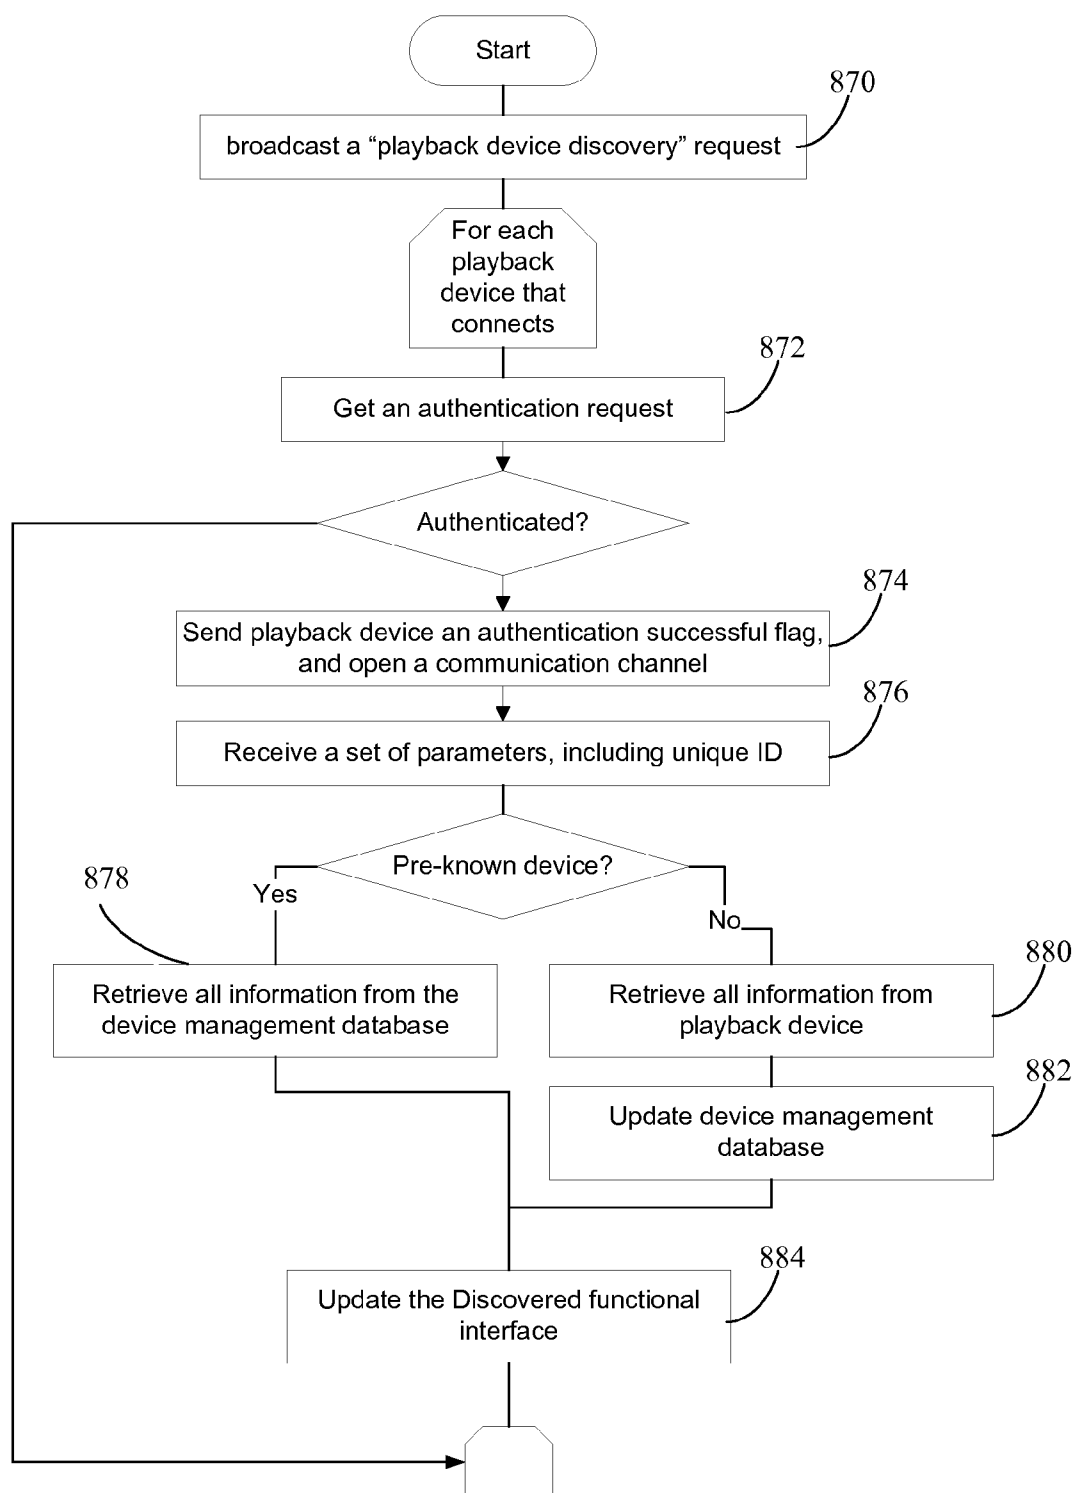 Start
870
broadcast a “playback device discovery” request
For each
playback
device that
connects
872
Get an authentication request
Authenticated?
874
Send playback device an authentication successful flag,
and open a communication channel
876
Receive a set of parameters, including unique ID
Pre-known device?
878
Yes
No
880
Retrieve all information from the
device management database
Retrieve all information from
playback device
882
Update device management
database
884
Update the Discovered functional
interface